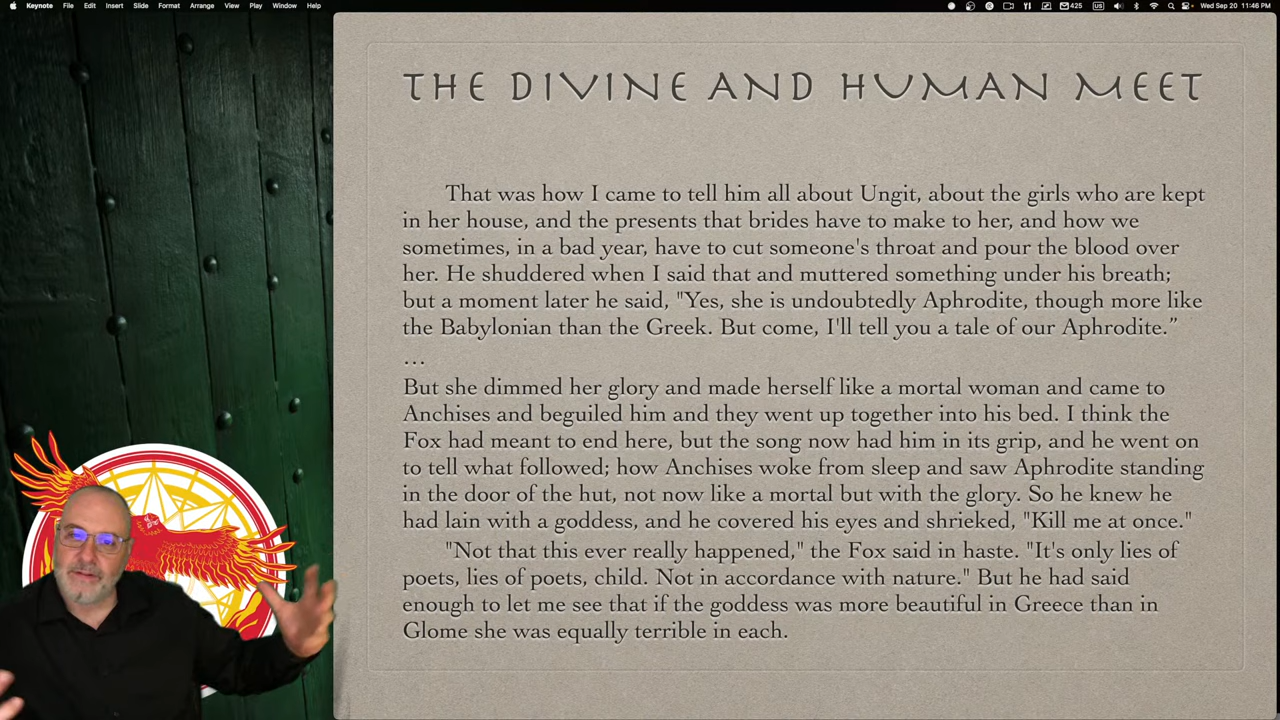 Keynote File Edit Insert Slide Format Arrange View Play Window Help 425 US Wed Sep 20 11:46 PM
THE DIVINE AND HUMAN MEET
That was how I came to tell him all about Ungit, about the girls who are kept
in her house, and the presents that brides have to make to her, and how we
sometimes, in a bad year, have to cut someone's throat and pour the blood over
her. He shuddered when I said that and muttered something under his breath;
but a moment later he said, "Yes, she is undoubtedly Aphrodite, though more like
the Babylonian than the Greek. But come, I'll tell you a tale of our Aphrodite.”
…
But she dimmed her glory and made herself like a mortal woman and came to
Anchises and beguiled him and they went up together into his bed. I think the
Fox had meant to end here, but the song now had him in its grip, and he went on
to tell what followed; how Anchises woke from sleep and saw Aphrodite standing
in the door of the hut, not now like a mortal but with the glory. So he knew he
had lain with a goddess, and he covered his eyes and shrieked, "Kill me at once."
"Not that this ever really happened," the Fox said in haste. "It's only lies of
poets, lies of poets, child. Not in accordance with nature." But he had said
enough to let me see that if the goddess was more beautiful in Greece than in
Glome she was equally terrible in each.